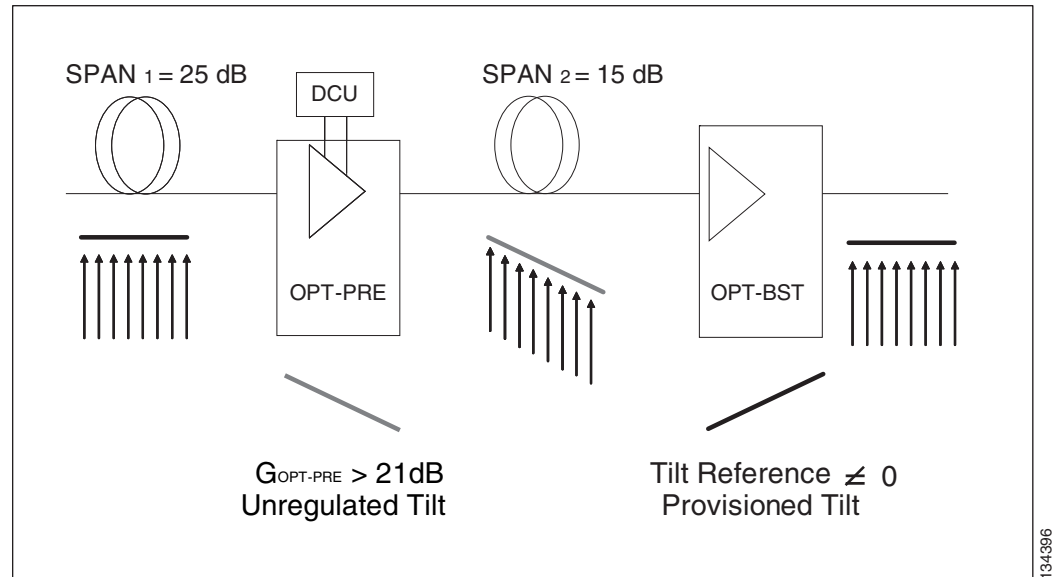 SPAN 1 = 25 dB
SPAN 2 = 15 dB
DCU
OPT-PRE
OPT-BST
GOPT-PRE > 21dB
Unregulated Tilt
Tilt Reference ≠ 0
Provisioned Tilt
134396